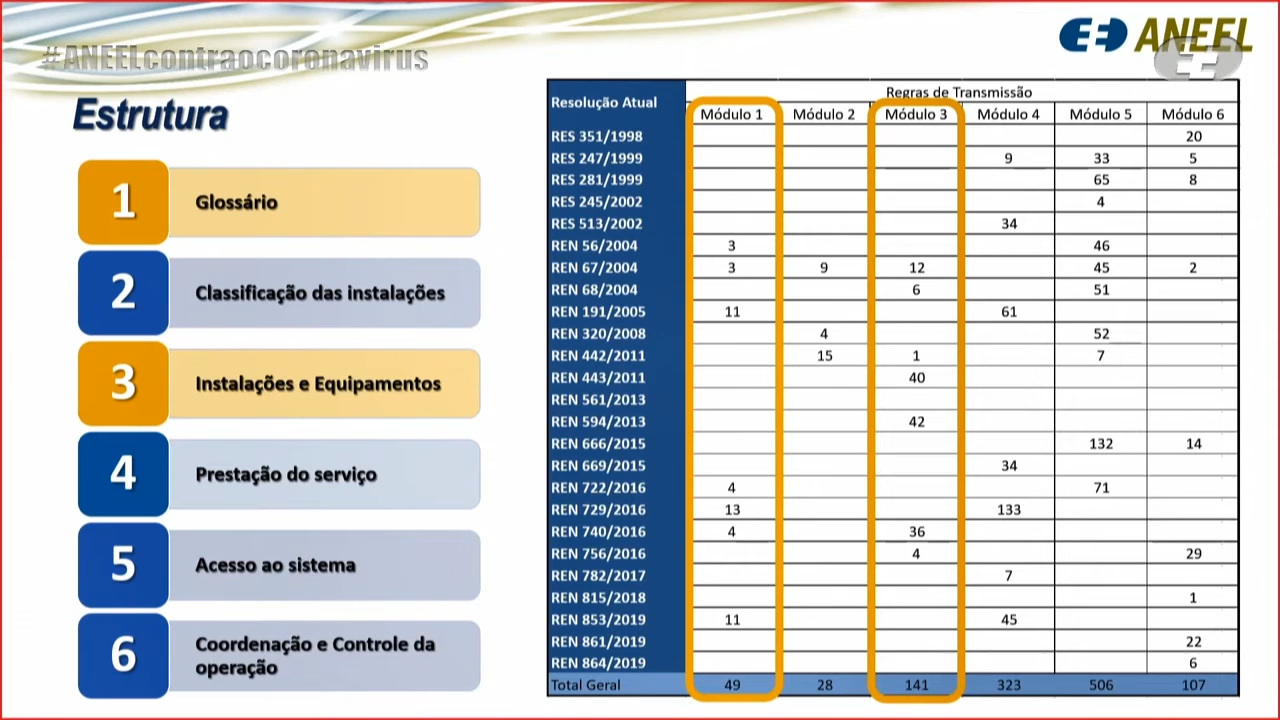 #ANEELcontraocoronavirus
ANEEL
Estrutura
1 Glossário
2 Classificação das instalações
3 Instalações e Equipamentos
4 Prestação do serviço
5 Acesso ao sistema
6 Coordenação e Controle da
operação
Resolução Atual Regras de Transmissão
Módulo 1 Módulo 2 Módulo 3 Módulo 4 Módulo 5 Módulo 6
RES 351/1998 20
RES 247/1999 9 33 5
RES 281/1999 65 8
RES 245/2002 4
RES 513/2002 34
REN 56/2004 3 46
REN 67/2004 3 9 12 45 2
REN 68/2004 6 51
REN 191/2005 11 61
REN 320/2008 4 52
REN 442/2011 15 1 7
REN 443/2011 40
REN 561/2013
REN 594/2013 42
REN 666/2015 132 14
REN 669/2015 34
REN 722/2016 4 71
REN 729/2016 13 133
REN 740/2016 4 36
REN 756/2016 4 29
REN 782/2017 7
REN 815/2018 1
REN 853/2019 11 45
REN 861/2019 22
REN 864/2019 6
Total Geral 49 28 141 323 506 107